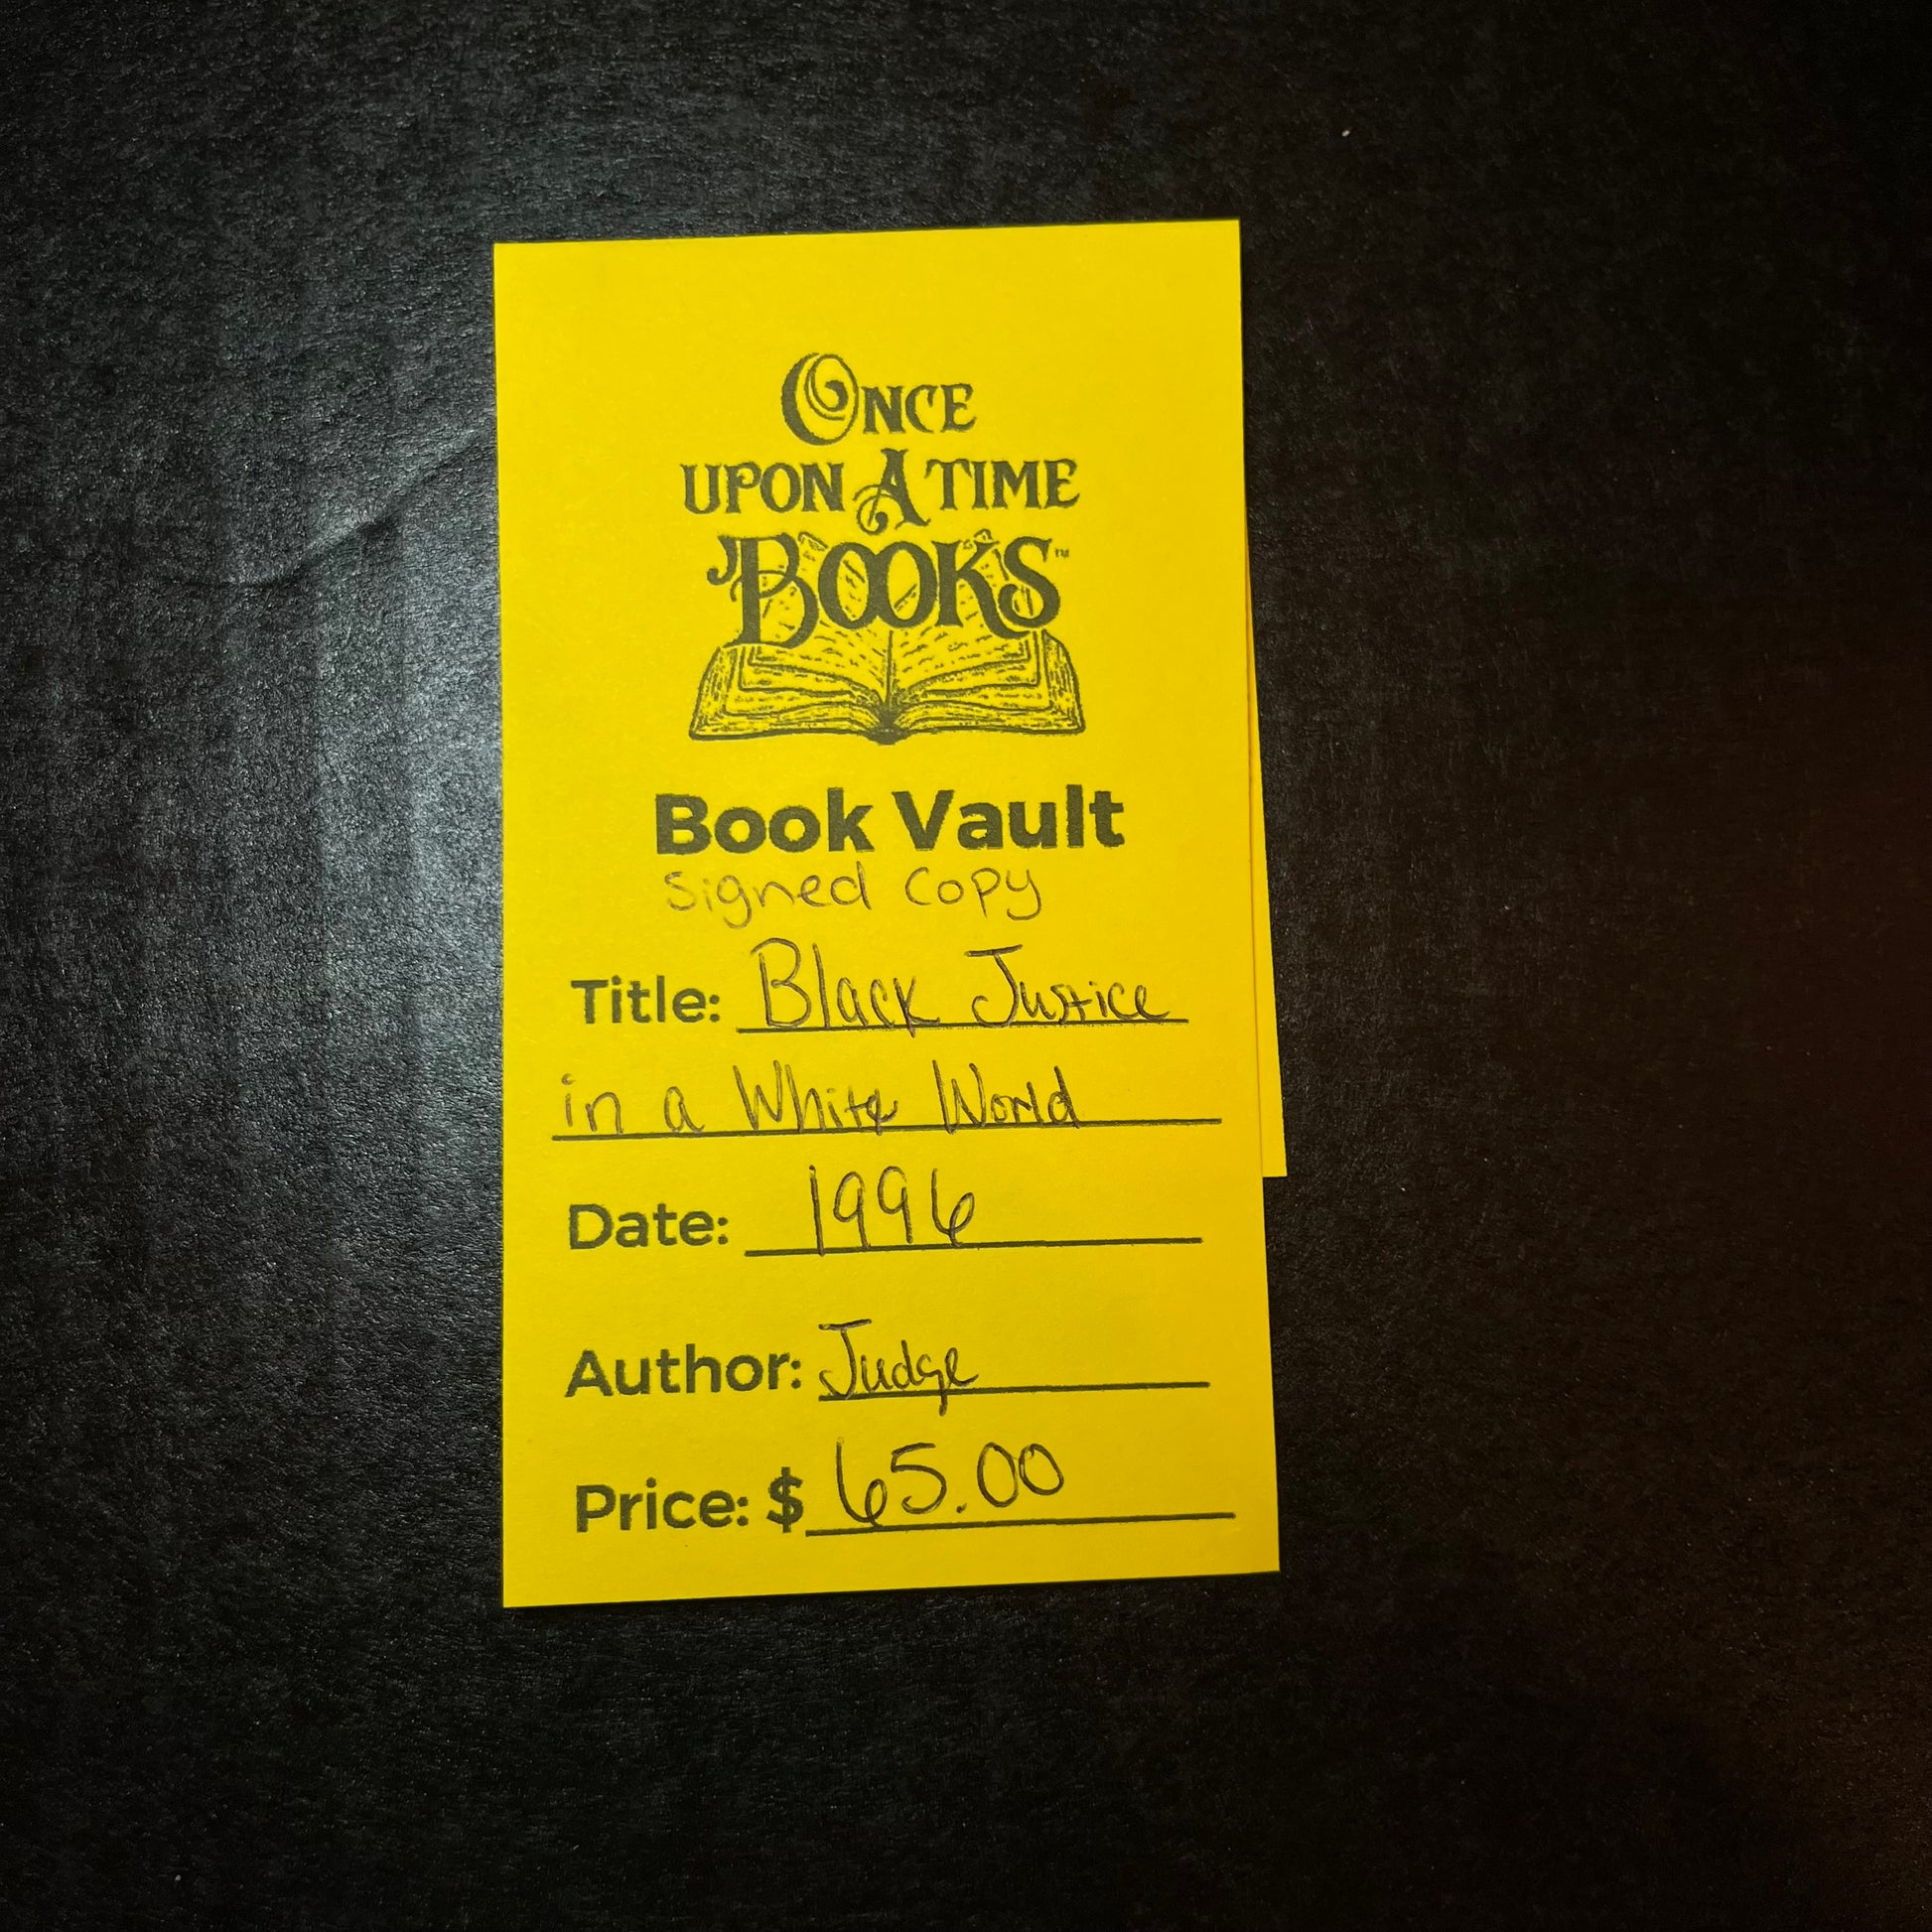 ONCE
UPON A TIME
BOOKS™
Book Vault
Signed Copy
Title: Black Justice
in a White World
Date: 1996
Author: Judge
Price: $ 65.00